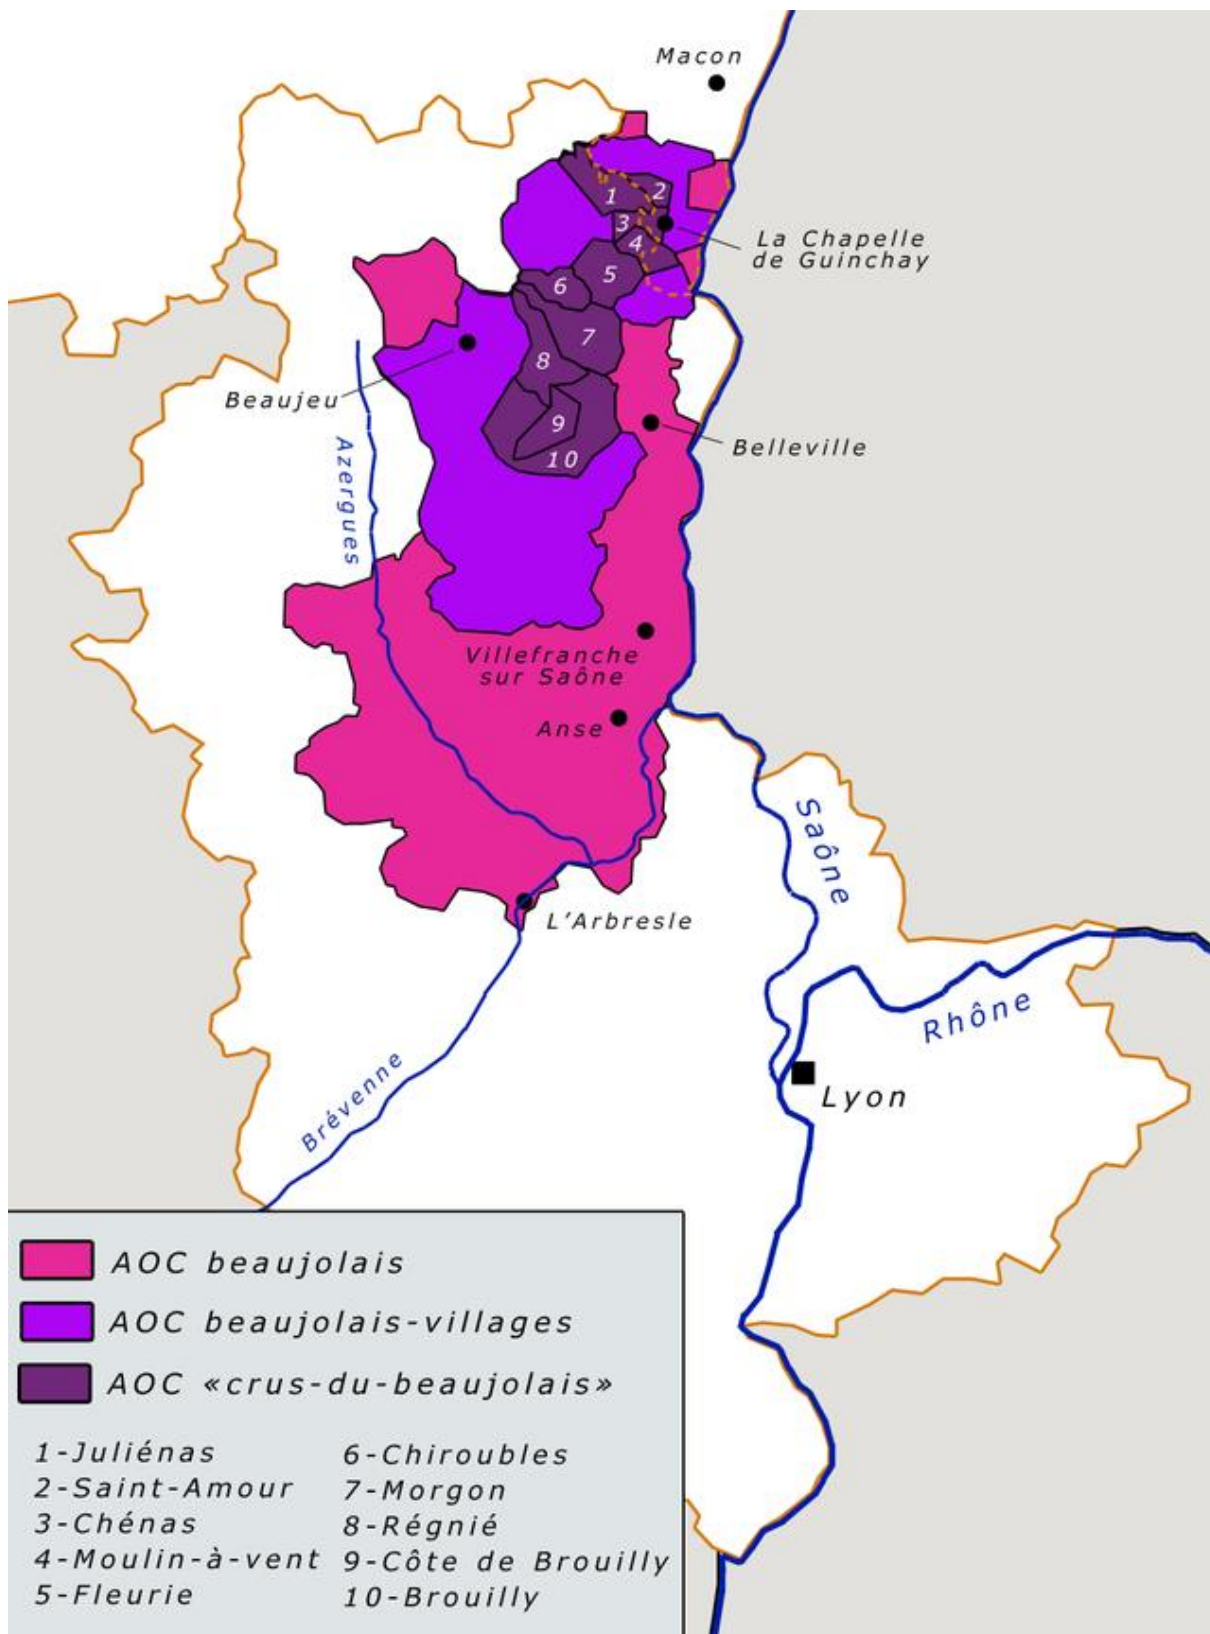 Macon
1
2
3
4
La Chapelle
de Guinchay
5
6
7
8
Beaujeu
9
10
Belleville
Azergues
Villefranche
sur Saône
Anse
Saône
L'Arbresle
Rhône
Brévenne
Lyon
AOC beaujolais
AOC beaujolais-villages
AOC «crus-du-beaujolais»
1-Juliénas
2-Saint-Amour
3-Chénas
4-Moulin-à-vent
5-Fleurie
6-Chiroubles
7-Morgon
8-Régnié
9-Côte de Brouilly
10-Brouilly